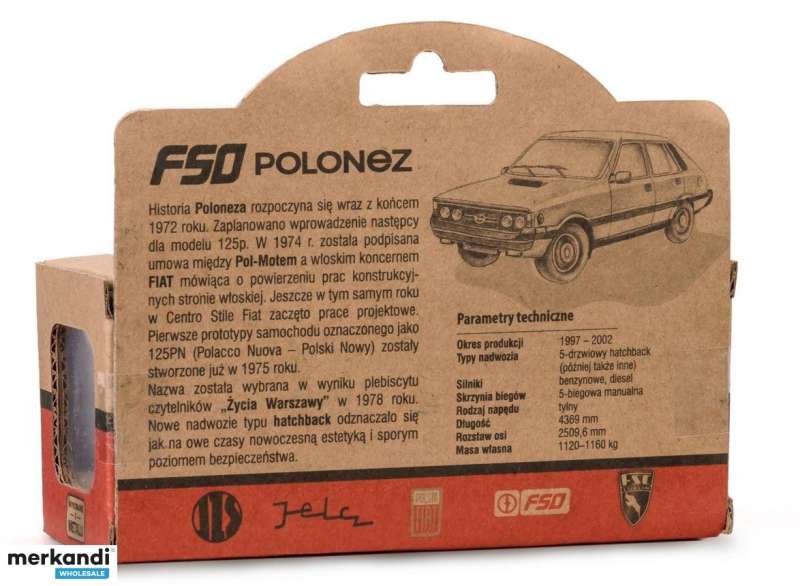 FSO POLONEZ
Historia Poloneza rozpoczyna się wraz z końcem
1972 roku. Zaplanowano wprowadzenie następcy
dla modelu 125p. W 1974 r. została podpisana
umowa między Pol-Motem a włoskim koncernem
FIAT mówiąca o powierzeniu prac konstrukcyj-
nych stronie włoskiej. Jeszcze w tym samym roku
w Centro Stile Fiat zaczęto prace projektowe.
Pierwsze prototypy samochodu oznaczonego jako
125PN (Polacco Nuova – Polski Nowy) zostały
stworzone już w 1975 roku.
Nazwa została wybrana w wyniku plebiscytu
czytelników „Życia Warszawy” w 1978 roku.
Nowe nadwozie typu hatchback odznaczało się
jak na owe czasy nowoczesną estetyką i sporym
poziomem bezpieczeństwa.
Parametry techniczne
Okres produkcji 1997 – 2002
Typy nadwozia 5-drzwiowy hatchback
(później także inne)
Silniki benzynowe, diesel
Skrzynia biegów 5-biegowa manualna
Rodzaj napędu tylny
Długość 4369 mm
Rozstaw osi 2509,6 mm
Masa własna 1120–1160 kg
WYKONANE
Z
METALU
Jelcz
POLSKI
FIAT
FSO
FSC
merkandi
WHOLESALE